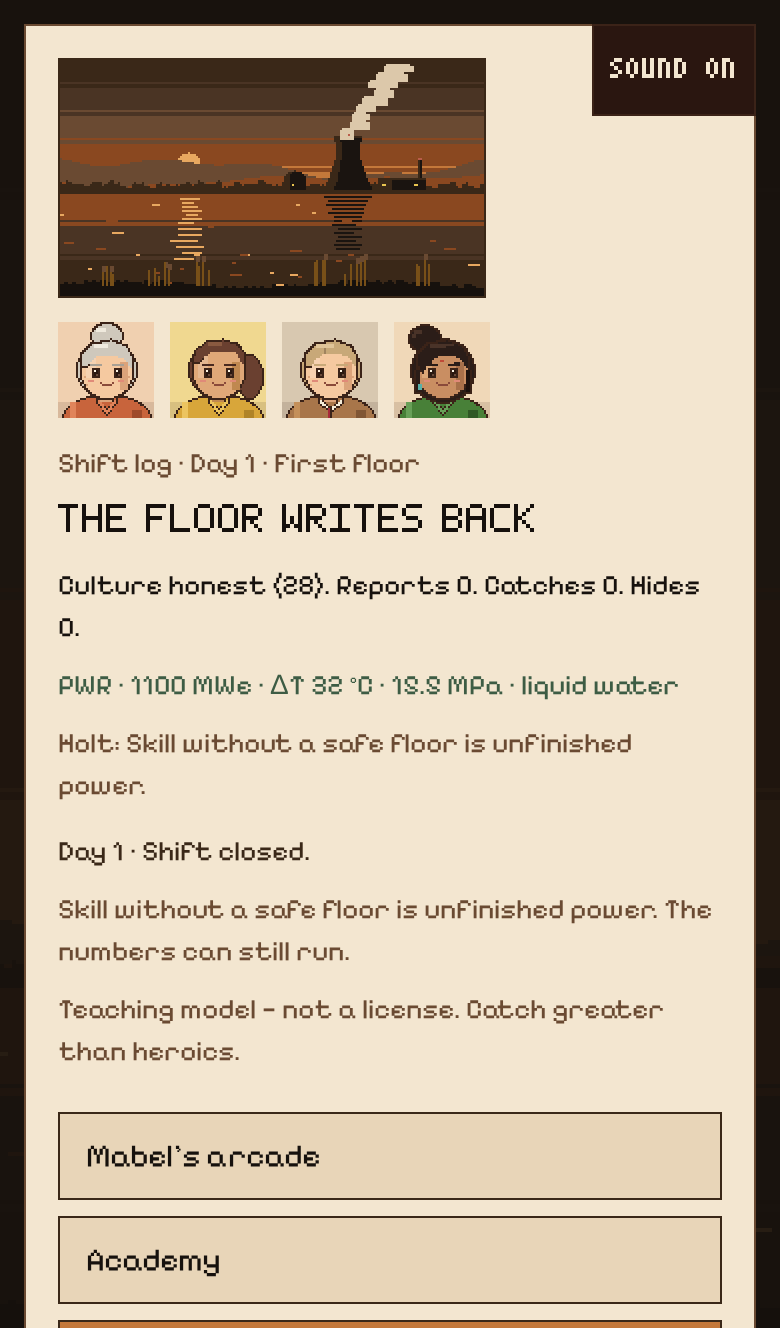 SOUND ON
Shift log · Day 1 · First floor
THE FLOOR WRITES BACK
Culture honest (28). Reports 0. Catches 0. Hides
0.
PWR · 1100 MWe · ΔT 32 °C · 15.5 MPa · liquid water
Holt: Skill without a safe floor is unfinished
power.
Day 1 · Shift closed.
Skill without a safe floor is unfinished power. The
numbers can still run.
Teaching model – not a license. Catch greater
than heroics.
Mabel's arcade
Academy